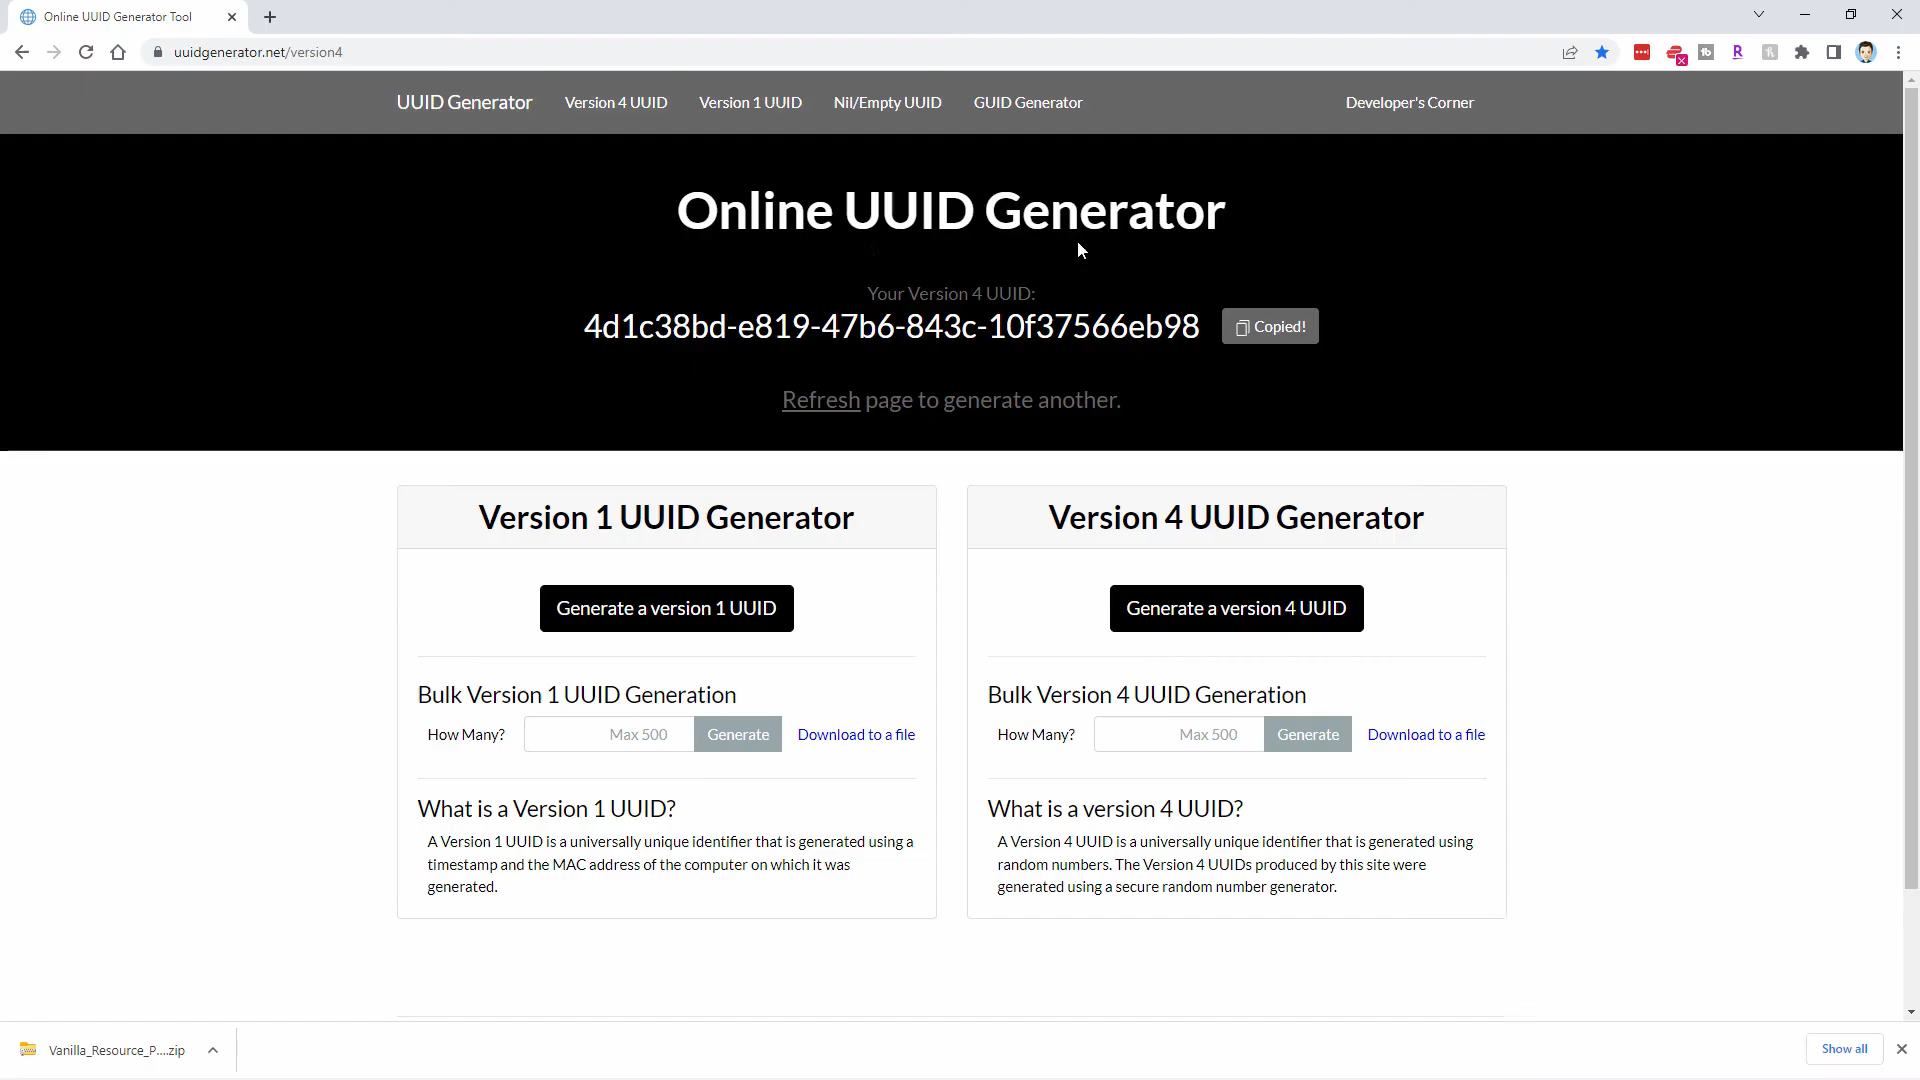 Online UUID Generator Tool
uuidgenerator.net/version4
UUID Generator
Version 4 UUID
Version 1 UUID
Nil/Empty UUID
GUID Generator
Developer's Corner
Online UUID Generator
Your Version 4 UUID:
4d1c38bd-e819-47b6-843c-10f37566eb98
Copied!
Refresh page to generate another.
Version 1 UUID Generator
Generate a version 1 UUID
Bulk Version 1 UUID Generation
How Many?
Max 500
Generate
Download to a file
What is a Version 1 UUID?
A Version 1 UUID is a universally unique identifier that is generated using a
timestamp and the MAC address of the computer on which it was
generated.
Version 4 UUID Generator
Generate a version 4 UUID
Bulk Version 4 UUID Generation
How Many?
Max 500
Generate
Download to a file
What is a version 4 UUID?
A Version 4 UUID is a universally unique identifier that is generated using
random numbers. The Version 4 UUIDs produced by this site were
generated using a secure random number generator.
Vanilla_Resource_P....zip
Show all